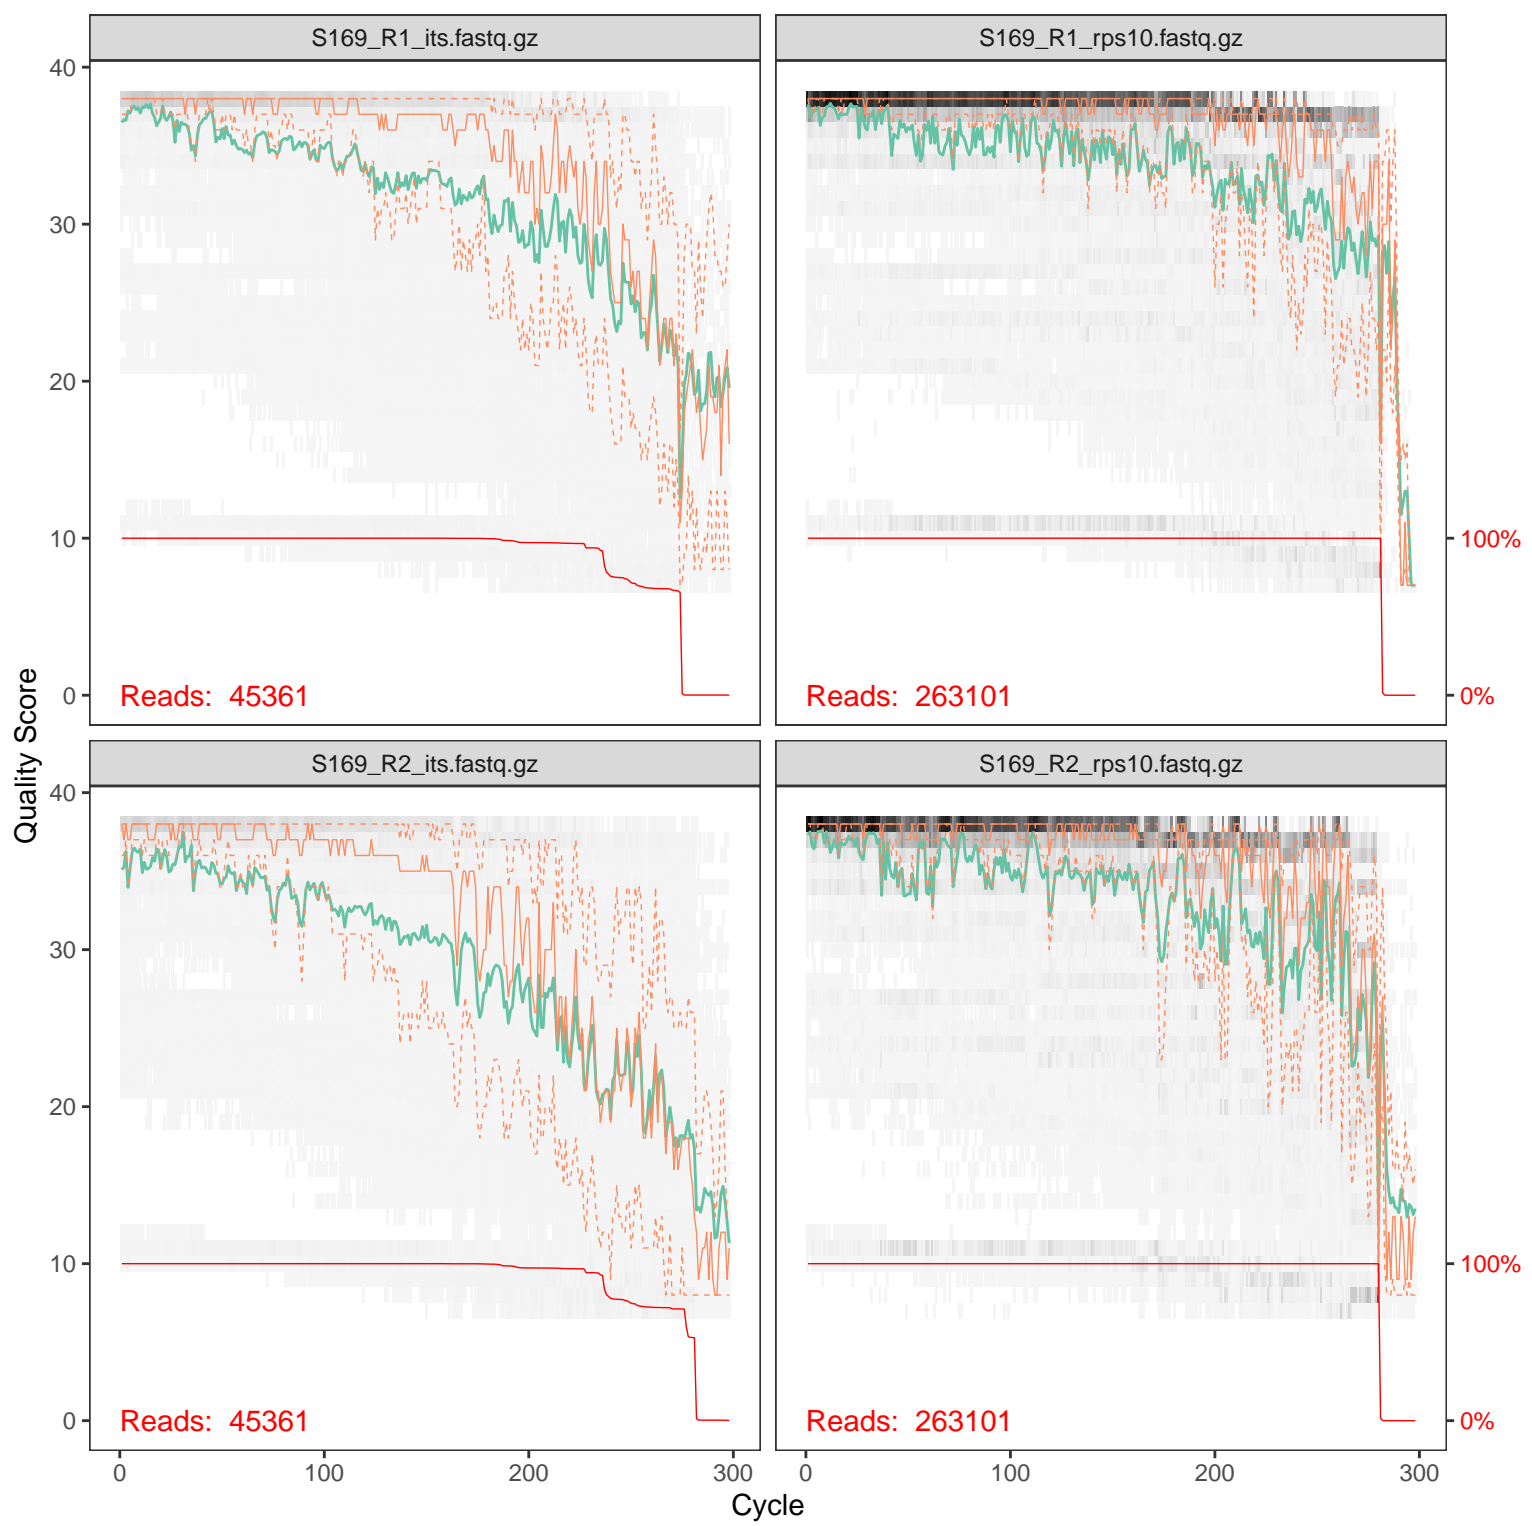 S169_R1_its.fastq.gz
S169_R1_rps10.fastq.gz
40
30
20
10
0
100%
0%
Reads: 45361
Reads: 263101
Quality Score
S169_R2_its.fastq.gz
S169_R2_rps10.fastq.gz
40
30
20
10
0
100%
0%
Reads: 45361
Reads: 263101
0 100 200 300
0 100 200 300
Cycle